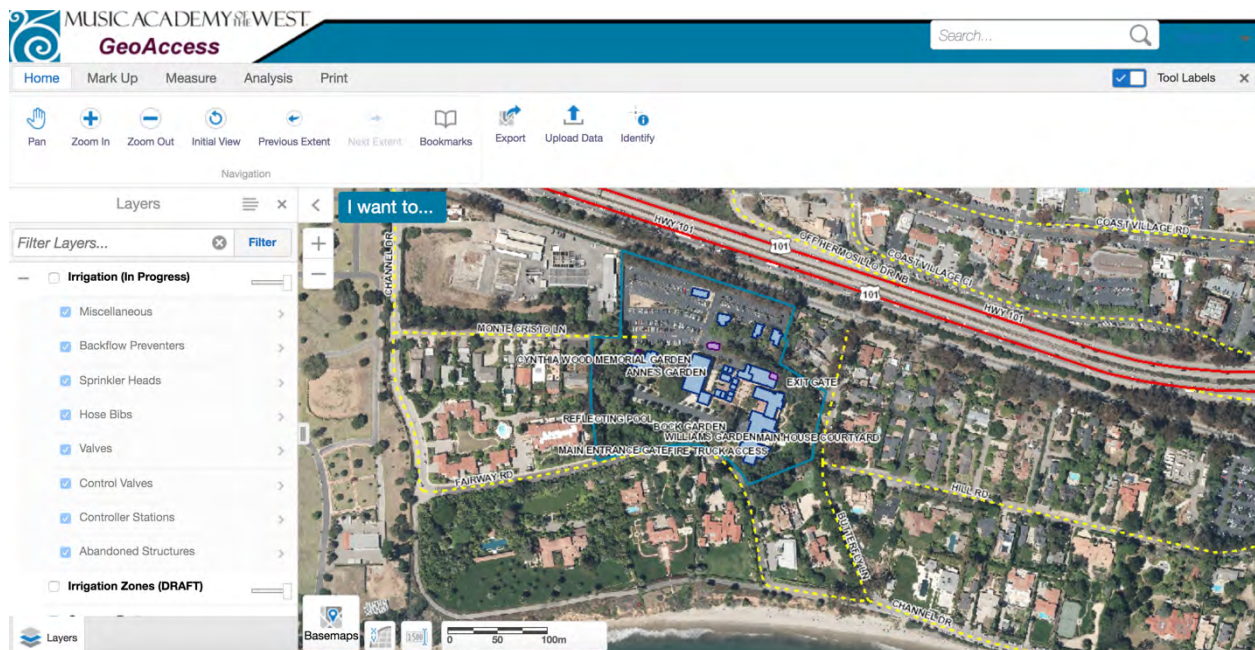 MUSIC ACADEMY OF THE WEST
GeoAccess
Search...
Home Mark Up Measure Analysis Print
Tool Labels
Pan Zoom In Zoom Out Initial View Previous Extent Next Extent Bookmarks Export Upload Data Identify
Navigation
Layers
I want to...
Filter Layers... Filter
Irrigation (In Progress)
Miscellaneous
Backflow Preventers
Sprinkler Heads
Hose Bibs
Valves
Control Valves
Controller Stations
Abandoned Structures
Irrigation Zones (DRAFT)
Layers
CHANNEL DR
HWY 101
101
COAST VILLAGE RD
COAST VILLAGE CI
101
HWY 101
MONTE CRISTO LN
CYNTHIA WOOD MEMORIAL GARDEN
ANNE'S GARDEN
EXIT GATE
REFLECTING POOL
BOCK GARDEN
WILLIAMS GARDEN
MAIN HOUSE COURTYARD
MAIN ENTRANCE GATE
FIRE TRUCK ACCESS
FAIRWAY RD
HILL RD
BUTTERFLY LN
CHANNEL DR
Basemaps
0 50 100m